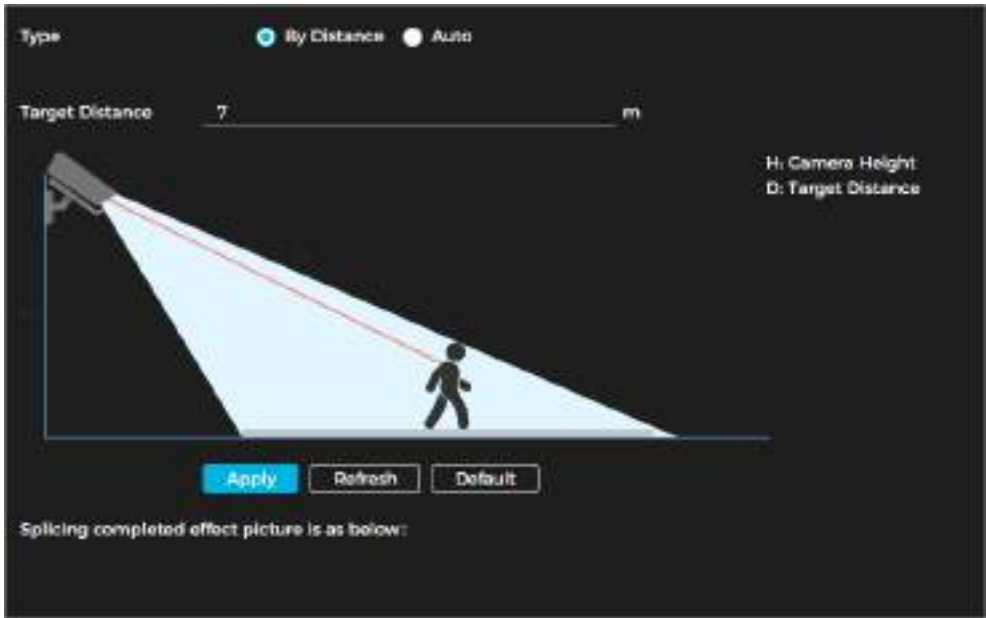 Type By Distance Auto
Target Distance 7 m
H: Camera Height
D: Target Distance
Apply Refresh Default
Splicing completed effect picture is as below: